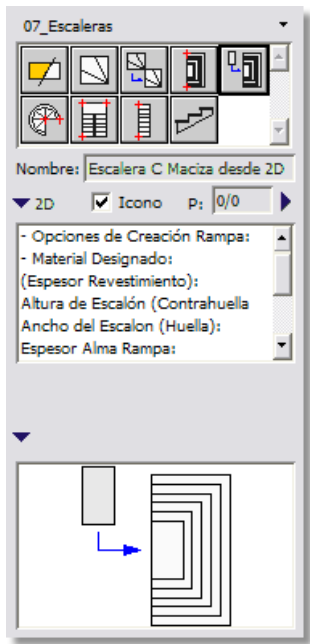 07_Escaleras
Nombre: Escalera C Maciza desde 2D
2D Icono P: 0/0
- Opciones de Creación Rampa:
- Material Designado:
(Espesor Revestimiento):
Altura de Escalón (Contrahuella
Ancho del Escalon (Huella):
Espesor Alma Rampa: